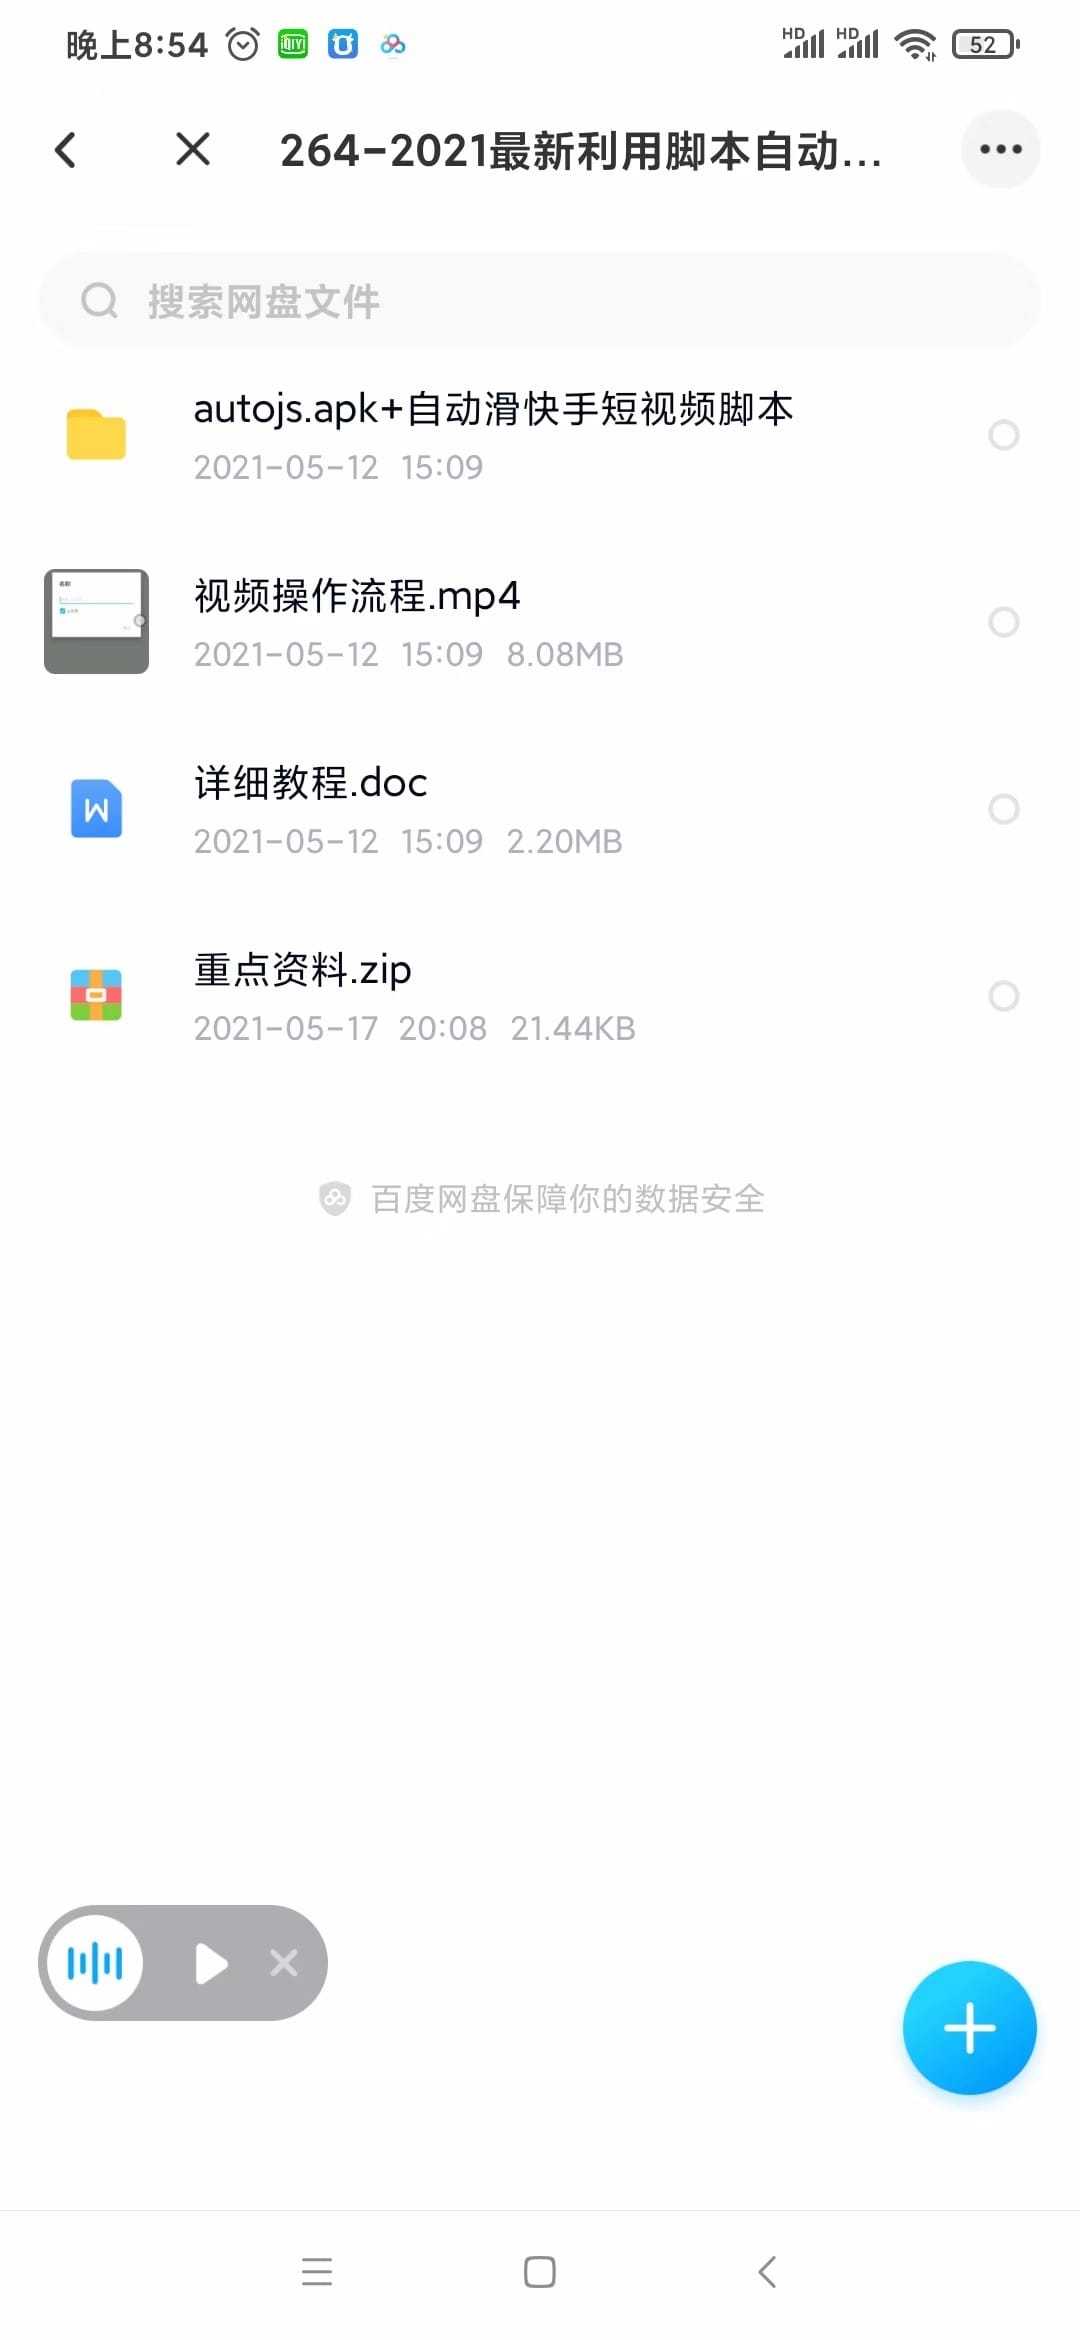 晚上8:54
HD HD 52
264-2021最新利用脚本自动...
搜索网盘文件
autojs.apk+自动滑快手短视频脚本
2021-05-12 15:09
视频操作流程.mp4
2021-05-12 15:09 8.08MB
详细教程.doc
2021-05-12 15:09 2.20MB
重点资料.zip
2021-05-17 20:08 21.44KB
百度网盘保障你的数据安全